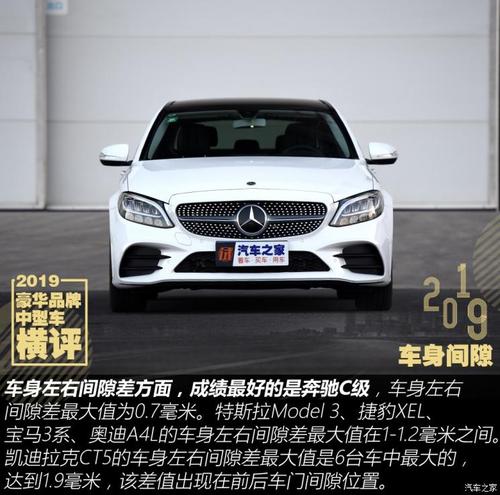 汽车之家
看车·买车·用车
2019
豪华品牌
中型车
横评
2019
车身间隙
车身左右间隙差方面，成绩最好的是奔驰C级，车身左右
间隙差最大值为0.7毫米。特斯拉Model 3、捷豹XEL、
宝马3系、奥迪A4L的车身左右间隙差最大值在1-1.2毫米之间。
凯迪拉克CT5的车身左右间隙差最大值是6台车中最大的，
达到1.9毫米，该差值出现在前后车门间隙位置。
汽车之家